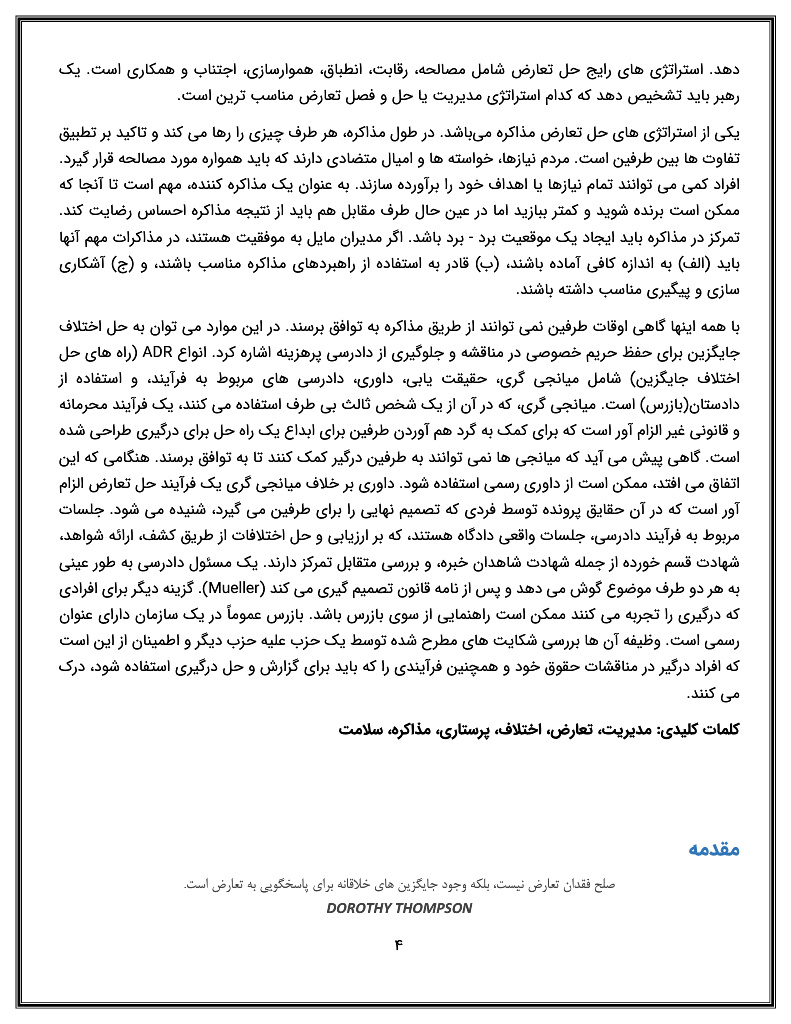 دهد. استراتژی های رایج حل تعارض شامل مصالحه، رقابت، انطباق، هموارسازی، اجتناب و همکاری است. یک
رهبر باید تشخیص دهد که کدام استراتژی مدیریت یا حل و فصل تعارض مناسب ترین است.
یکی از استراتژی های حل تعارض مذاکره می‌باشد. در طول مذاکره، هر طرف چیزی را رها می کند و تاکید بر تطبیق
تفاوت ها بین طرفین است. مردم نیازها، خواسته ها و امیال متضادی دارند که باید همواره مورد مصالحه قرار گیرد.
افراد کمی می توانند تمام نیازها یا اهداف خود را برآورده سازند. به عنوان یک مذاکره کننده، مهم است تا آنجا که
ممکن است برنده شوید و کمتر ببازید اما در عین حال طرف مقابل هم باید از نتیجه مذاکره احساس رضایت کند.
تمرکز در مذاکره باید ایجاد یک موقعیت برد - برد باشد. اگر مدیران مایل به موفقیت هستند، در مذاکرات مهم آنها
باید (الف) به اندازه کافی آماده باشند، (ب) قادر به استفاده از راهبردهای مذاکره مناسب باشند، و (ج) آشکاری
سازی و پیگیری مناسب داشته باشند.
با همه اینها گاهی اوقات طرفین نمی توانند از طریق مذاکره به توافق برسند. در این موارد می توان به حل اختلاف
جایگزین برای حفظ حریم خصوصی در مناقشه و جلوگیری از دادرسی پرهزینه اشاره کرد. انواع ADR (راه های حل
اختلاف جایگزین) شامل میانجی گری، حقیقت یابی، داوری، دادرسی های مربوط به فرآیند، و استفاده از
دادستان(بازرس) است. میانجی گری، که در آن از یک شخص ثالث بی طرف استفاده می کنند، یک فرآیند محرمانه
و قانونی غیر الزام آور است که برای کمک به گرد هم آوردن طرفین برای ابداع یک راه حل برای درگیری طراحی شده
است. گاهی پیش می آید که میانجی ها نمی توانند به طرفین درگیر کمک کنند تا به توافق برسند. هنگامی که این
اتفاق می افتد، ممکن است از داوری رسمی استفاده شود. داوری بر خلاف میانجی گری یک فرآیند حل تعارض الزام
آور است که در آن حقایق پرونده توسط فردی که تصمیم نهایی را برای طرفین می گیرد، شنیده می شود. جلسات
مربوط به فرآیند دادرسی، جلسات واقعی دادگاه هستند، که بر ارزیابی و حل اختلافات از طریق کشف، ارائه شواهد،
شهادت قسم خورده از جمله شهادت شاهدان خبره، و بررسی متقابل تمرکز دارند. یک مسئول دادرسی به طور عینی
به هر دو طرف موضوع گوش می دهد و پس از نامه قانون تصمیم گیری می کند (Mueller). گزینه دیگر برای افرادی
که درگیری را تجربه می کنند ممکن است راهنمایی از سوی بازرس باشد. بازرس عموماً در یک سازمان دارای عنوان
رسمی است. وظیفه آن ها بررسی شکایت های مطرح شده توسط یک حزب علیه حزب دیگر و اطمینان از این است
که افراد درگیر در مناقشات حقوق خود و همچنین فرآیندی را که باید برای گزارش و حل درگیری استفاده شود، درک
می کنند.
کلمات کلیدی: مدیریت، تعارض، اختلاف، پرستاری، مذاکره، سلامت
مقدمه
صلح فقدان تعارض نیست، بلکه وجود جایگزین های خلاقانه برای پاسخگویی به تعارض است.
DOROTHY THOMPSON
۴